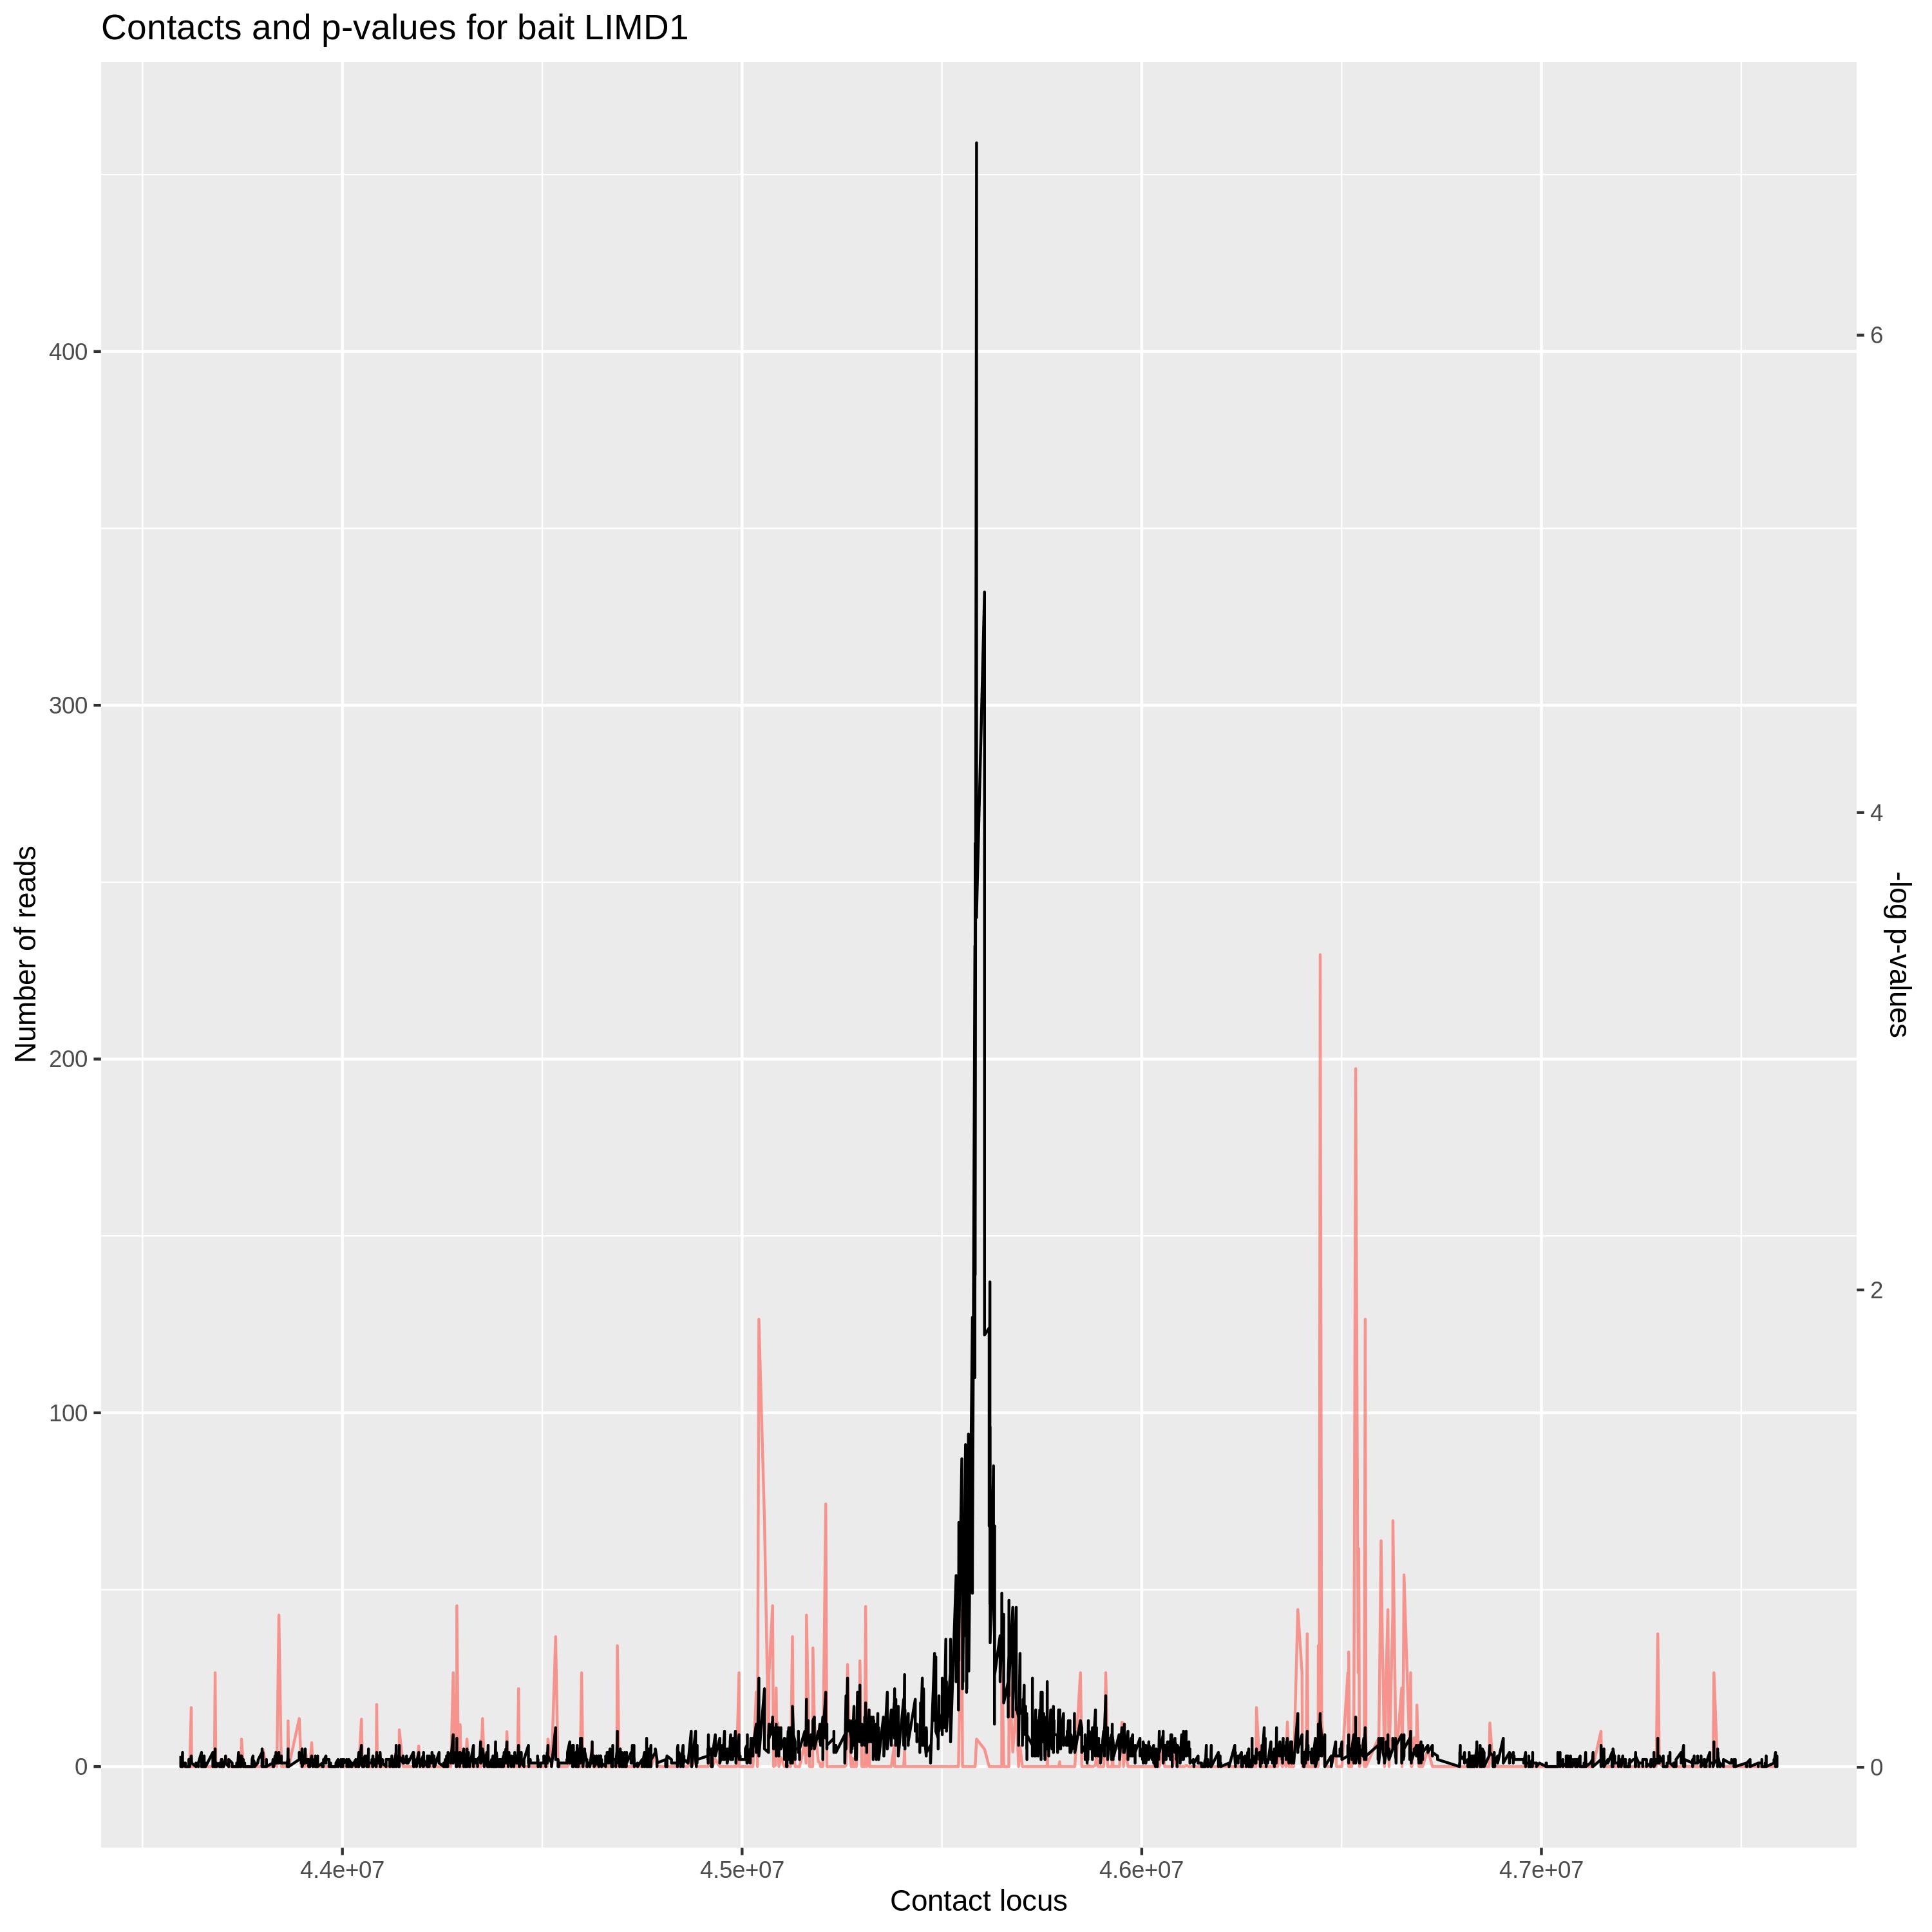 Contacts and p-values for bait LIMD1
400
300
200
100
0
Number of reads
6
4
2
0
-log p-values
4.4e+07
4.5e+07
4.6e+07
4.7e+07
Contact locus